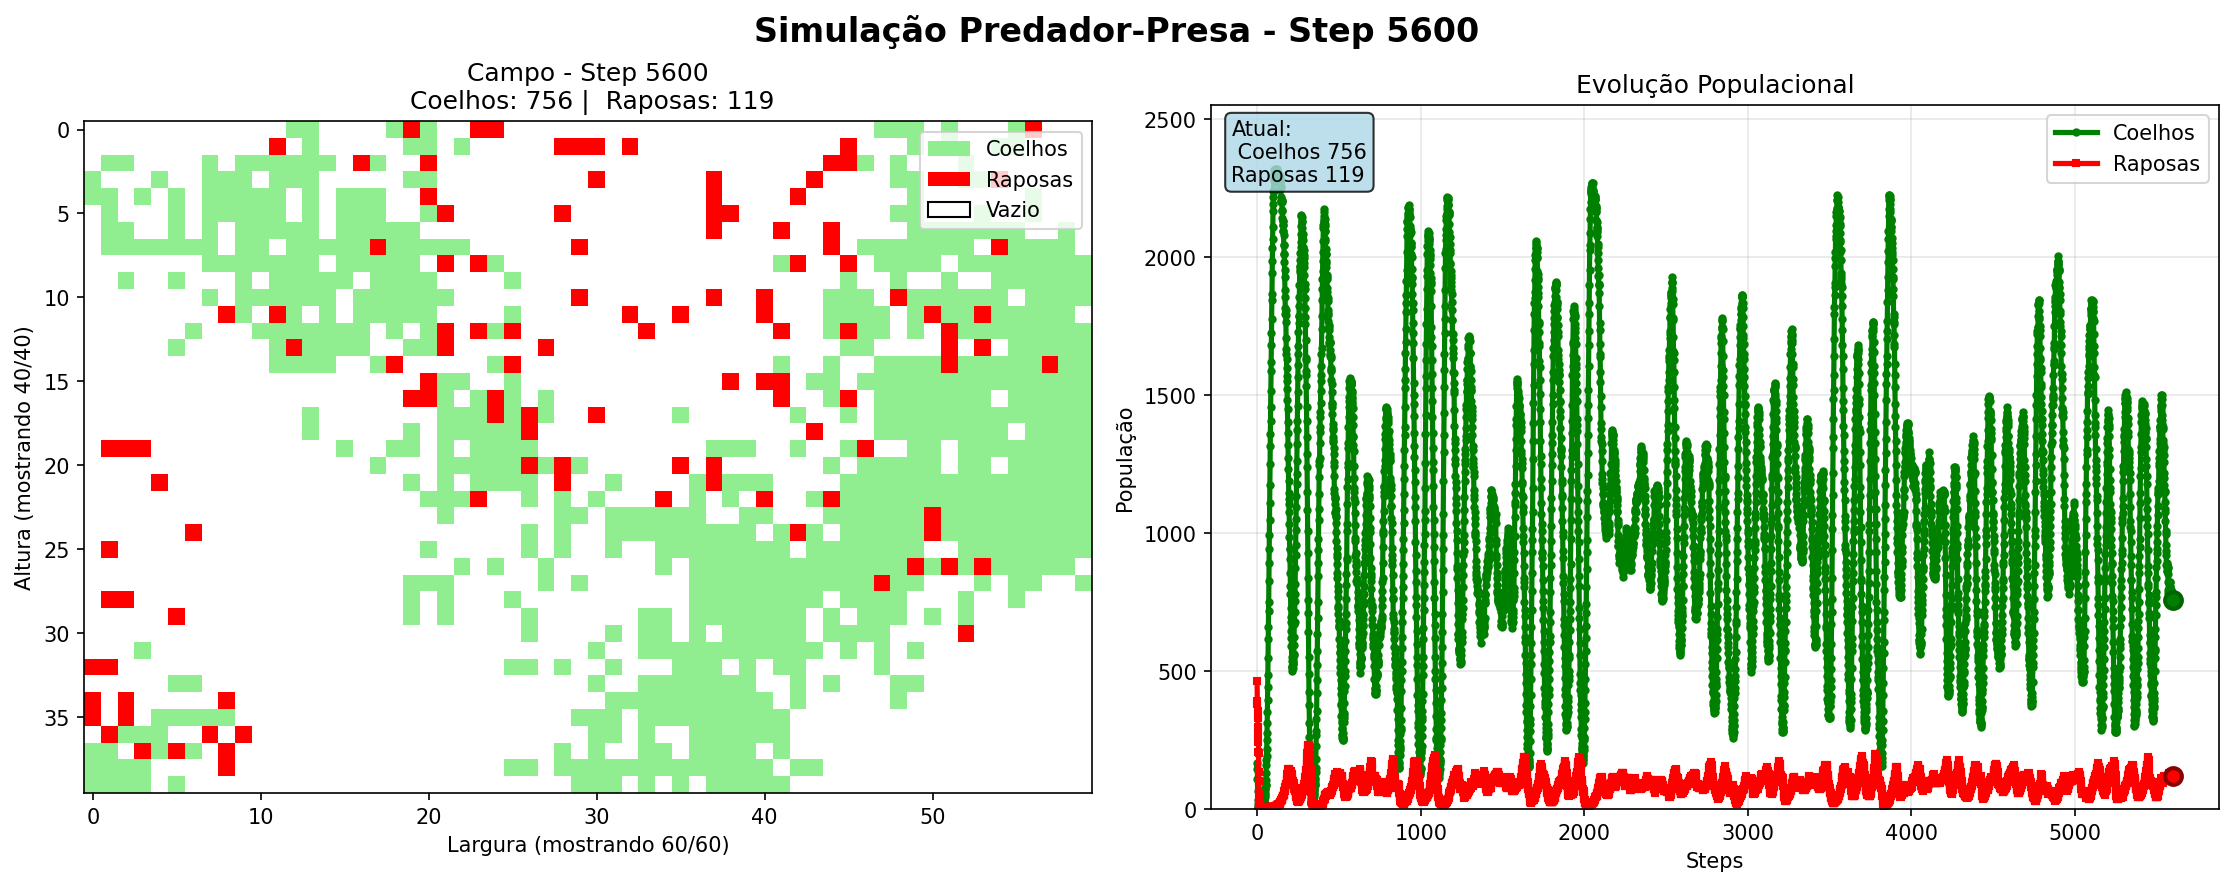 Simulação Predador-Presa - Step 5600
Campo - Step 5600
Coelhos: 756 |  Raposas: 119
Coelhos
Raposas
Vazio
0
5
10
15
20
25
30
35
Altura (mostrando 40/40)
0
10
20
30
40
50
Largura (mostrando 60/60)
Evolução Populacional
Atual:
Coelhos 756
Raposas 119
Coelhos
Raposas
2500
2000
1500
1000
500
0
População
0
1000
2000
3000
4000
5000
Steps